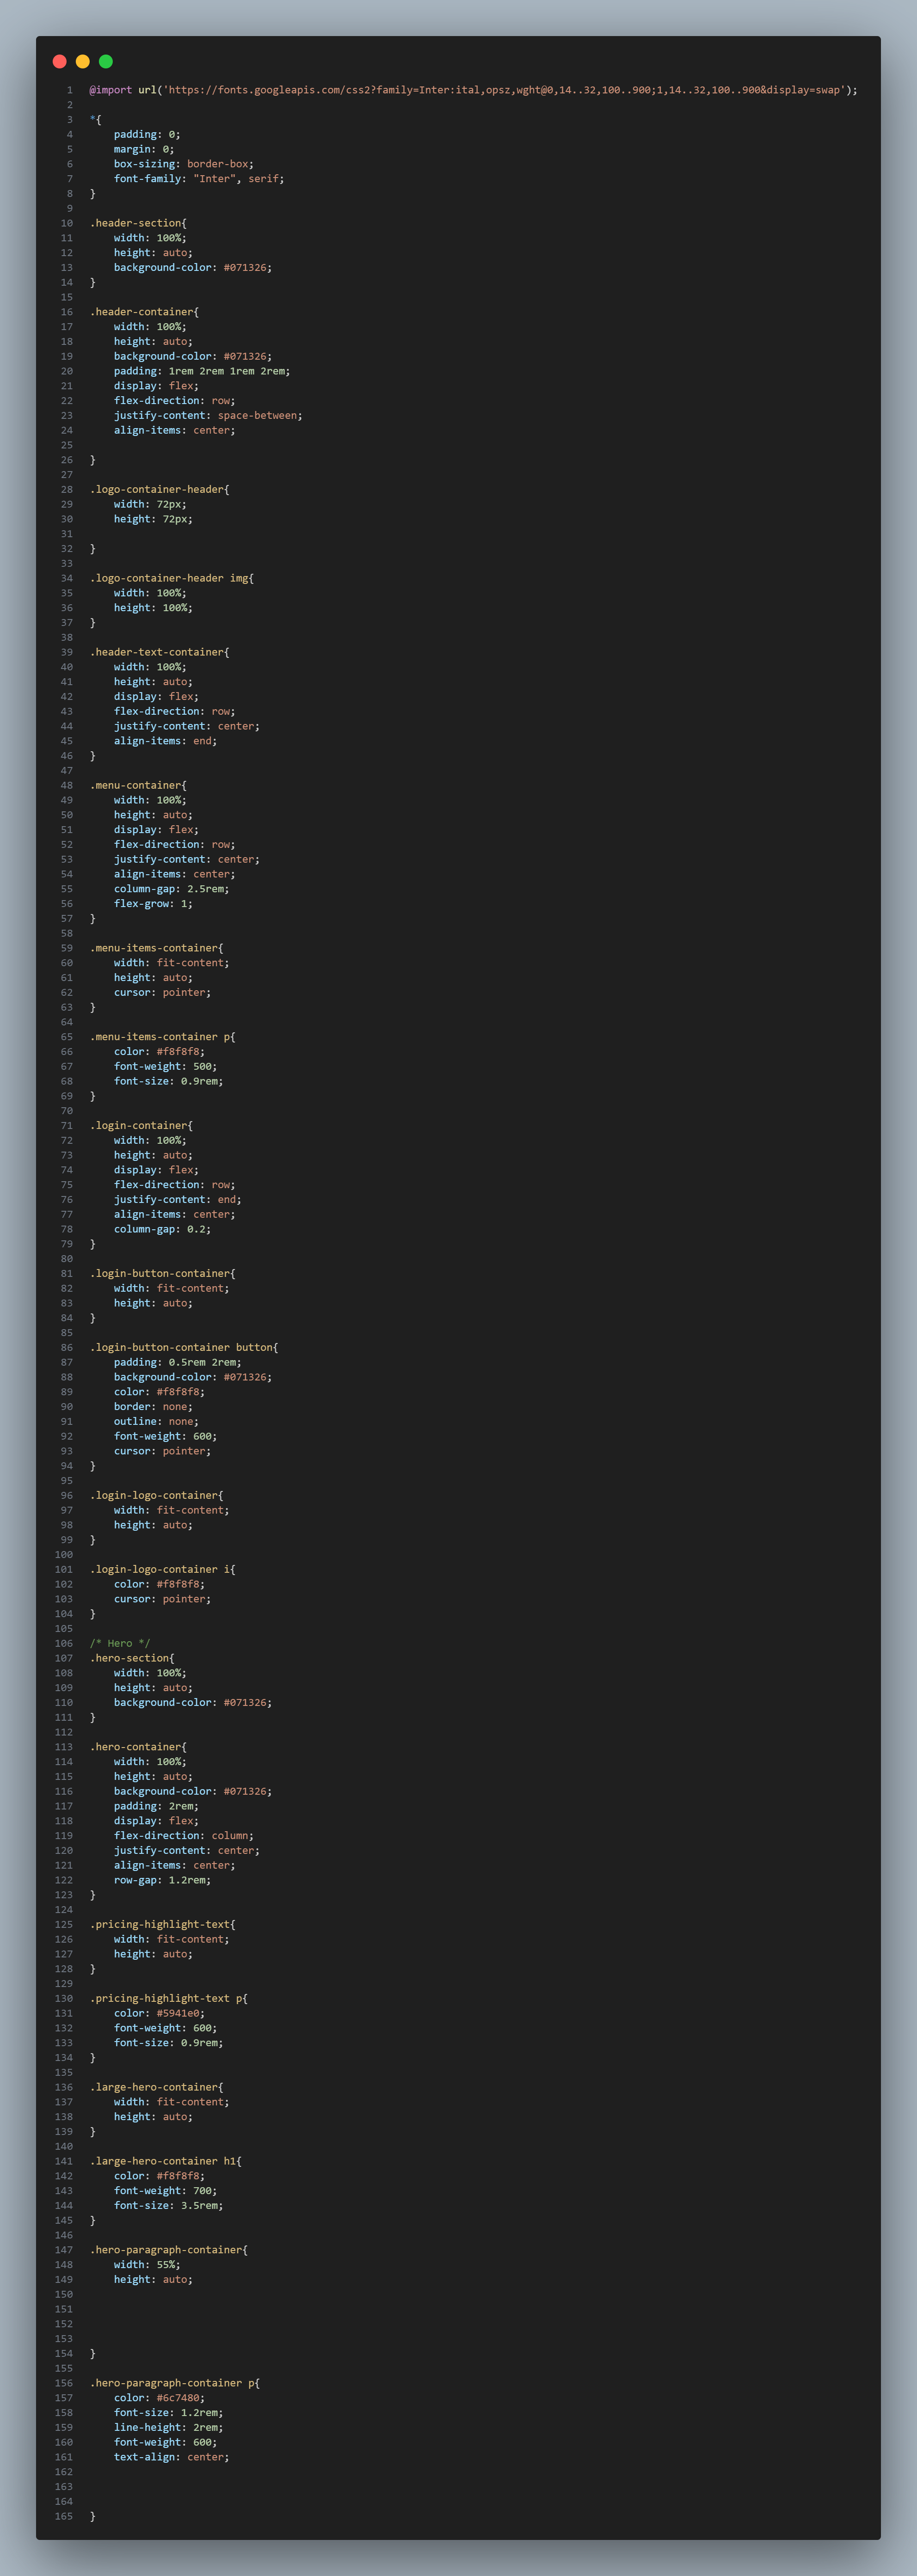 1 @import url('https://fonts.googleapis.com/css2?family=Inter:ital,opsz,wght@0,14..32,100..900;1,14..32,100..900&display=swap');
2
3 *{
4     padding: 0;
5     margin: 0;
6     box-sizing: border-box;
7     font-family: "Inter", serif;
8 }
9
10 .header-section{
11     width: 100%;
12     height: auto;
13     background-color: #071326;
14 }
15
16 .header-container{
17     width: 100%;
18     height: auto;
19     background-color: #071326;
20     padding: 1rem 2rem 1rem 2rem;
21     display: flex;
22     flex-direction: row;
23     justify-content: space-between;
24     align-items: center;
25
26 }
27
28 .logo-container-header{
29     width: 72px;
30     height: 72px;
31
32 }
33
34 .logo-container-header img{
35     width: 100%;
36     height: 100%;
37 }
38
39 .header-text-container{
40     width: 100%;
41     height: auto;
42     display: flex;
43     flex-direction: row;
44     justify-content: center;
45     align-items: end;
46 }
47
48 .menu-container{
49     width: 100%;
50     height: auto;
51     display: flex;
52     flex-direction: row;
53     justify-content: center;
54     align-items: center;
55     column-gap: 2.5rem;
56     flex-grow: 1;
57 }
58
59 .menu-items-container{
60     width: fit-content;
61     height: auto;
62     cursor: pointer;
63 }
64
65 .menu-items-container p{
66     color: #f8f8f8;
67     font-weight: 500;
68     font-size: 0.9rem;
69 }
70
71 .login-container{
72     width: 100%;
73     height: auto;
74     display: flex;
75     flex-direction: row;
76     justify-content: end;
77     align-items: center;
78     column-gap: 0.2;
79 }
80
81 .login-button-container{
82     width: fit-content;
83     height: auto;
84 }
85
86 .login-button-container button{
87     padding: 0.5rem 2rem;
88     background-color: #071326;
89     color: #f8f8f8;
90     border: none;
91     outline: none;
92     font-weight: 600;
93     cursor: pointer;
94 }
95
96 .login-logo-container{
97     width: fit-content;
98     height: auto;
99 }
100
101 .login-logo-container i{
102     color: #f8f8f8;
103     cursor: pointer;
104 }
105
106 /* Hero */
107 .hero-section{
108     width: 100%;
109     height: auto;
110     background-color: #071326;
111 }
112
113 .hero-container{
114     width: 100%;
115     height: auto;
116     background-color: #071326;
117     padding: 2rem;
118     display: flex;
119     flex-direction: column;
120     justify-content: center;
121     align-items: center;
122     row-gap: 1.2rem;
123 }
124
125 .pricing-highlight-text{
126     width: fit-content;
127     height: auto;
128 }
129
130 .pricing-highlight-text p{
131     color: #5941e0;
132     font-weight: 600;
133     font-size: 0.9rem;
134 }
135
136 .large-hero-container{
137     width: fit-content;
138     height: auto;
139 }
140
141 .large-hero-container h1{
142     color: #f8f8f8;
143     font-weight: 700;
144     font-size: 3.5rem;
145 }
146
147 .hero-paragraph-container{
148     width: 55%;
149     height: auto;
150
151
152
153
154 }
155
156 .hero-paragraph-container p{
157     color: #6c7480;
158     font-size: 1.2rem;
159     line-height: 2rem;
160     font-weight: 600;
161     text-align: center;
162
163
164
165 }